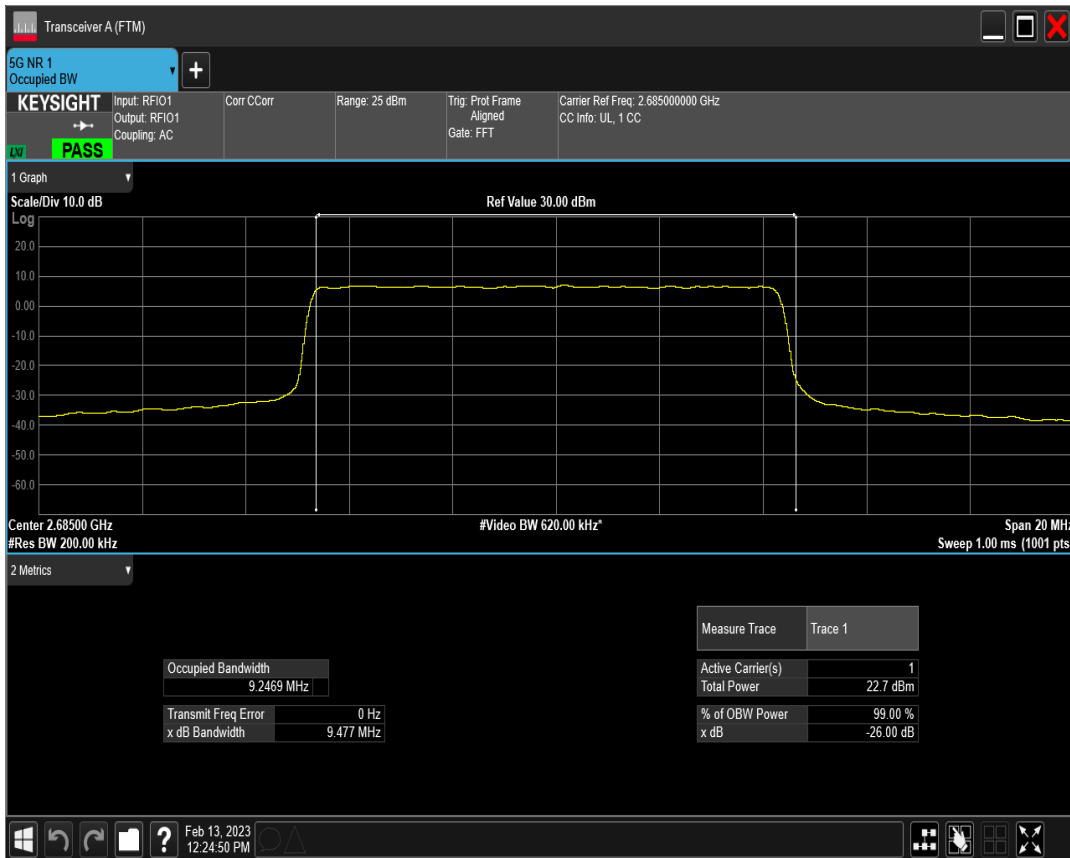 Transceiver A (FTM)
5G NR 1
Occupied BW
+
KEYSIGHT
LXI
PASS
Input: RFIO1
Output: RFIO1
Coupling: AC
Corr CCorr
Range: 25 dBm
Trig: Prot Frame
Aligned
Gate: FFT
Carrier Ref Freq: 2.685000000 GHz
CC Info: UL, 1 CC
1 Graph
Scale/Div 10.0 dB
Ref Value 30.00 dBm
Log
20.0
10.0
0.00
-10.0
-20.0
-30.0
-40.0
-50.0
-60.0
Center 2.68500 GHz
#Video BW 620.00 kHz*
Span 20 MHz
#Res BW 200.00 kHz
Sweep 1.00 ms (1001 pts
2 Metrics
Measure Trace Trace 1
Occupied Bandwidth
9.2469 MHz
Active Carrier(s) 1
Total Power 22.7 dBm
Transmit Freq Error 0 Hz
x dB Bandwidth 9.477 MHz
% of OBW Power 99.00 %
x dB -26.00 dB
?
Feb 13, 2023
12:24:50 PM